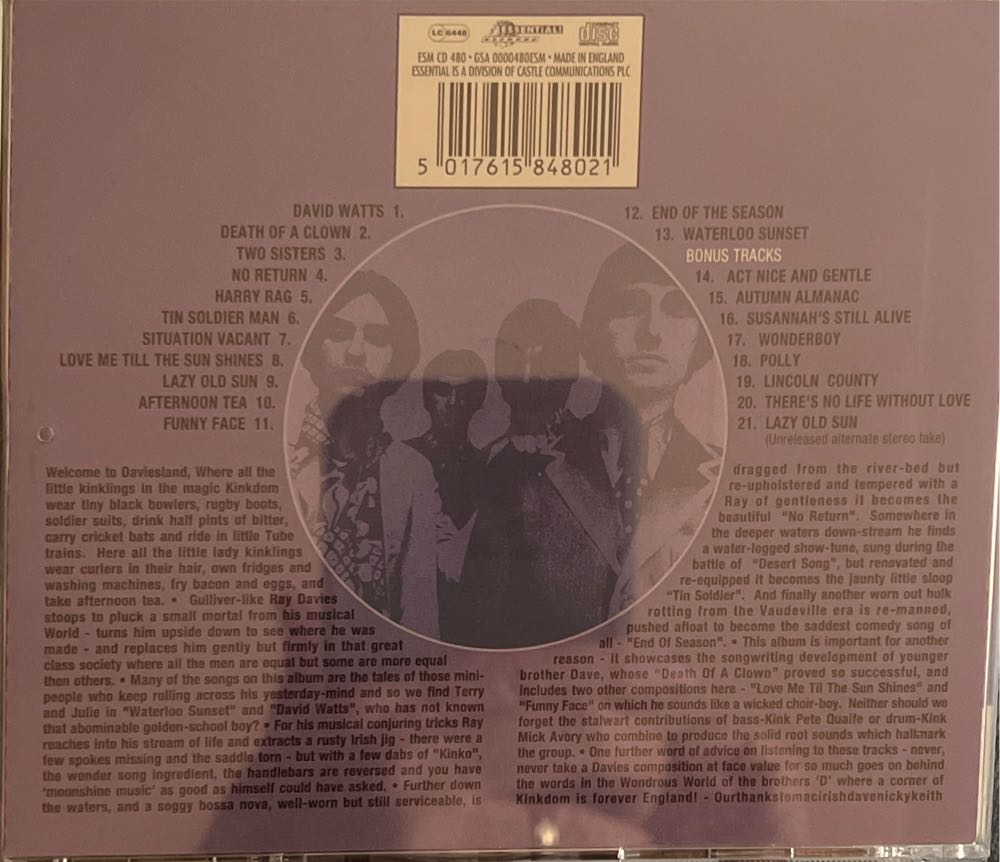 LC 6448
ESSENTIAL!
RECORDS
COMPACT
disc
DIGITAL AUDIO
ESM CD 480 • GSA 0000480ESM • MADE IN ENGLAND
ESSENTIAL IS A DIVISION OF CASTLE COMMUNICATIONS PLC
5 017615 848021
DAVID WATTS 1.
DEATH OF A CLOWN 2.
TWO SISTERS 3.
NO RETURN 4.
HARRY RAG 5.
TIN SOLDIER MAN 6.
SITUATION VACANT 7.
LOVE ME TILL THE SUN SHINES 8.
LAZY OLD SUN 9.
AFTERNOON TEA 10.
FUNNY FACE 11.
12. END OF THE SEASON
13. WATERLOO SUNSET
BONUS TRACKS
14. ACT NICE AND GENTLE
15. AUTUMN ALMANAC
16. SUSANNAH'S STILL ALIVE
17. WONDERBOY
18. POLLY
19. LINCOLN COUNTY
20. THERE'S NO LIFE WITHOUT LOVE
21. LAZY OLD SUN
(Unreleased alternate stereo take)
Welcome to Daviesland, Where all the
little kinklings in the magic Kinkdom
wear tiny black bowlers, rugby boots,
soldier suits, drink half pints of bitter,
carry cricket bats and ride in little Tube
trains. Here all the little lady kinklings
wear curlers in their hair, own fridges and
washing machines, fry bacon and eggs, and
take afternoon tea. • Gulliver-like Ray Davies
stoops to pluck a small mortal from his musical
World - turns him upside down to see where he was
made - and replaces him gently but firmly in that great
class society where all the men are equal but some are more equal
then others. • Many of the songs on this album are the tales of those mini-
people who keep rolling across his yesterday-mind and so we find Terry
and Julie in "Waterloo Sunset" and "David Watts", who has not known
that abominable golden-school boy? • For his musical conjuring tricks Ray
reaches into his stream of life and extracts a rusty Irish jig - there were a
few spokes missing and the saddle torn - but with a few dabs of "Kinko",
the wonder song ingredient, the handlebars are reversed and you have
'moonshine music' as good as himself could have asked. • Further down
the waters, and a soggy bossa nova, well-worn but still serviceable, is
dragged from the river-bed but
re-upholstered and tempered with a
Ray of gentleness it becomes the
beautiful "No Return". Somewhere in
the deeper waters down-stream he finds
a water-logged show-tune, sung during the
battle of "Desert Song", but renovated and
re-equipped it becomes the jaunty little sloop
"Tin Soldier". And finally another worn out hulk
rotting from the Vaudeville era is re-manned,
pushed afloat to become the saddest comedy song of
all - "End Of Season". • This album is important for another
reason - it showcases the songwriting development of younger
brother Dave, whose "Death Of A Clown" proved so successful, and
includes two other compositions here - "Love Me Til The Sun Shines" and
"Funny Face" on which he sounds like a wicked choir-boy. Neither should we
forget the stalwart contributions of bass-Kink Pete Quaife or drum-Kink
Mick Avory who combine to produce the solid root sounds which hallmark
the group. • One further word of advice on listening to these tracks - never,
never take a Davies composition at face value for so much goes on behind
the words in the Wondrous World of the brothers 'D' where a corner of
Kinkdom is forever England! - Ourthankstomacirishdavenickykeith